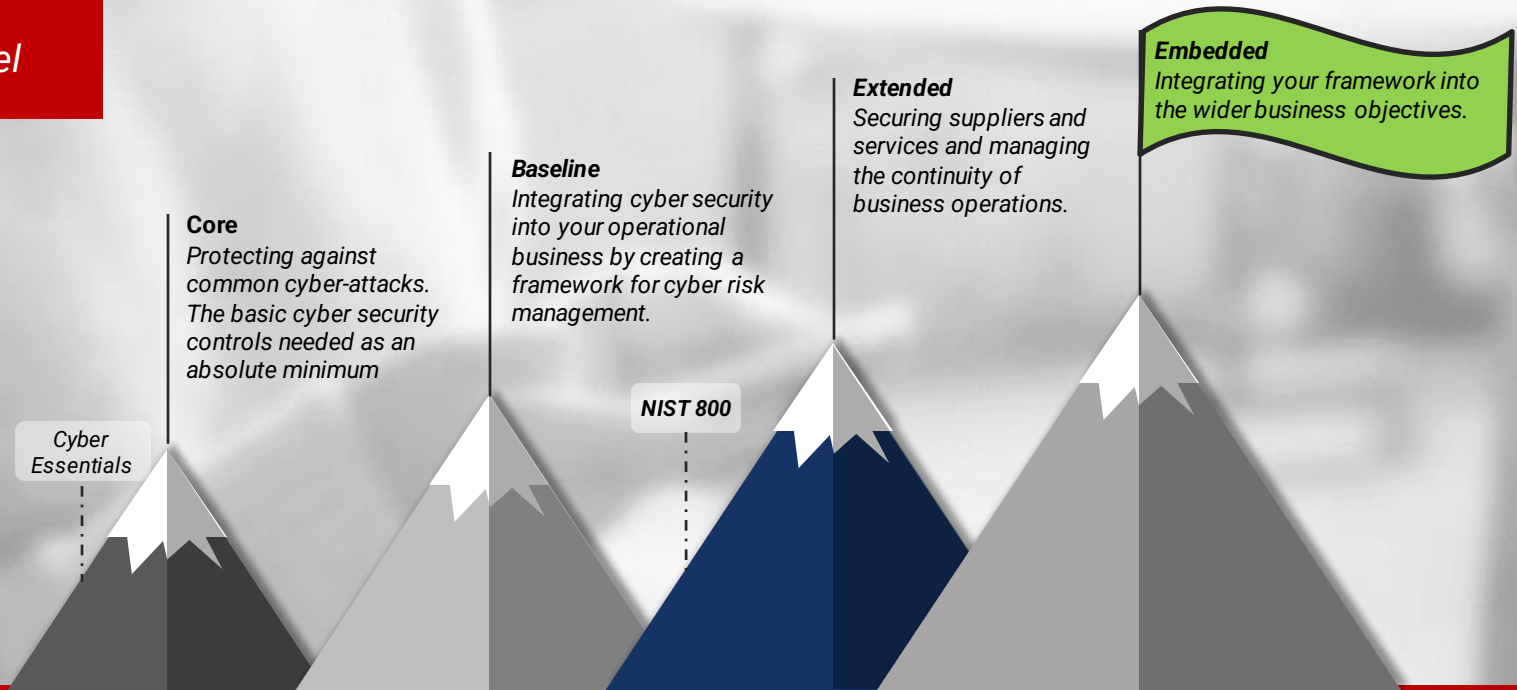 el
Core
Protecting against
common cyber-attacks.
The basic cyber security
controls needed as an
absolute minimum
Cyber
Essentials
Baseline
Integrating cyber security
into your operational
business by creating a
framework for cyber risk
management.
NIST 800
Extended
Securing suppliers and
services and managing
the continuity of
business operations.
Embedded
Integrating your framework into
the wider business objectives.